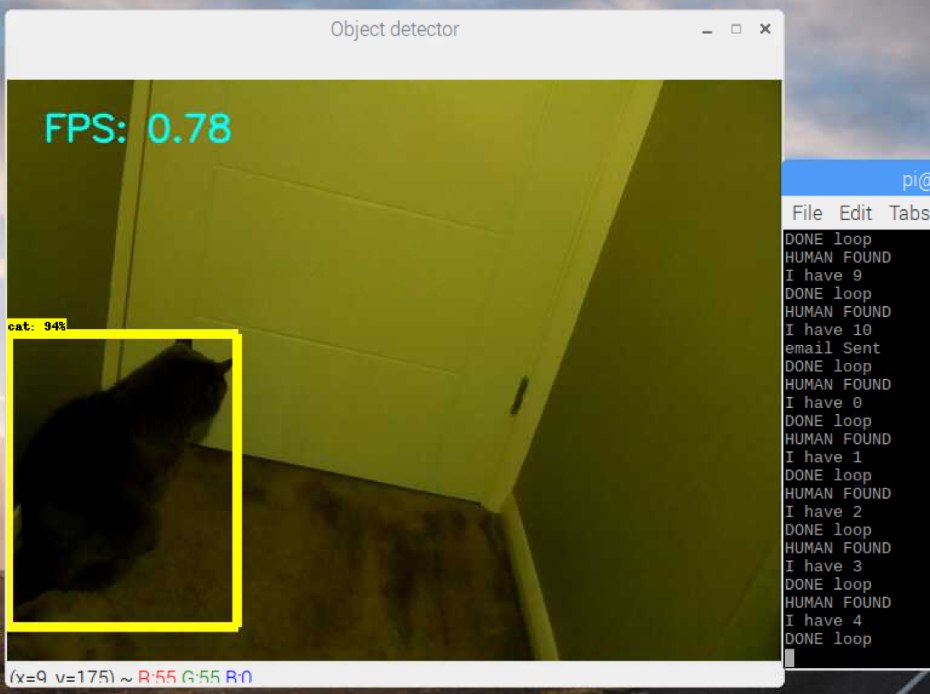 Object detector
FPS: 0.78
cat: 94%
(x=9, y=175) ~ R:55 G:55 B:0
pi@
File Edit Tabs
DONE loop
HUMAN FOUND
I have 9
DONE loop
HUMAN FOUND
I have 10
email Sent
DONE loop
HUMAN FOUND
I have 0
DONE loop
HUMAN FOUND
I have 1
DONE loop
HUMAN FOUND
I have 2
DONE loop
HUMAN FOUND
I have 3
DONE loop
HUMAN FOUND
I have 4
DONE loop